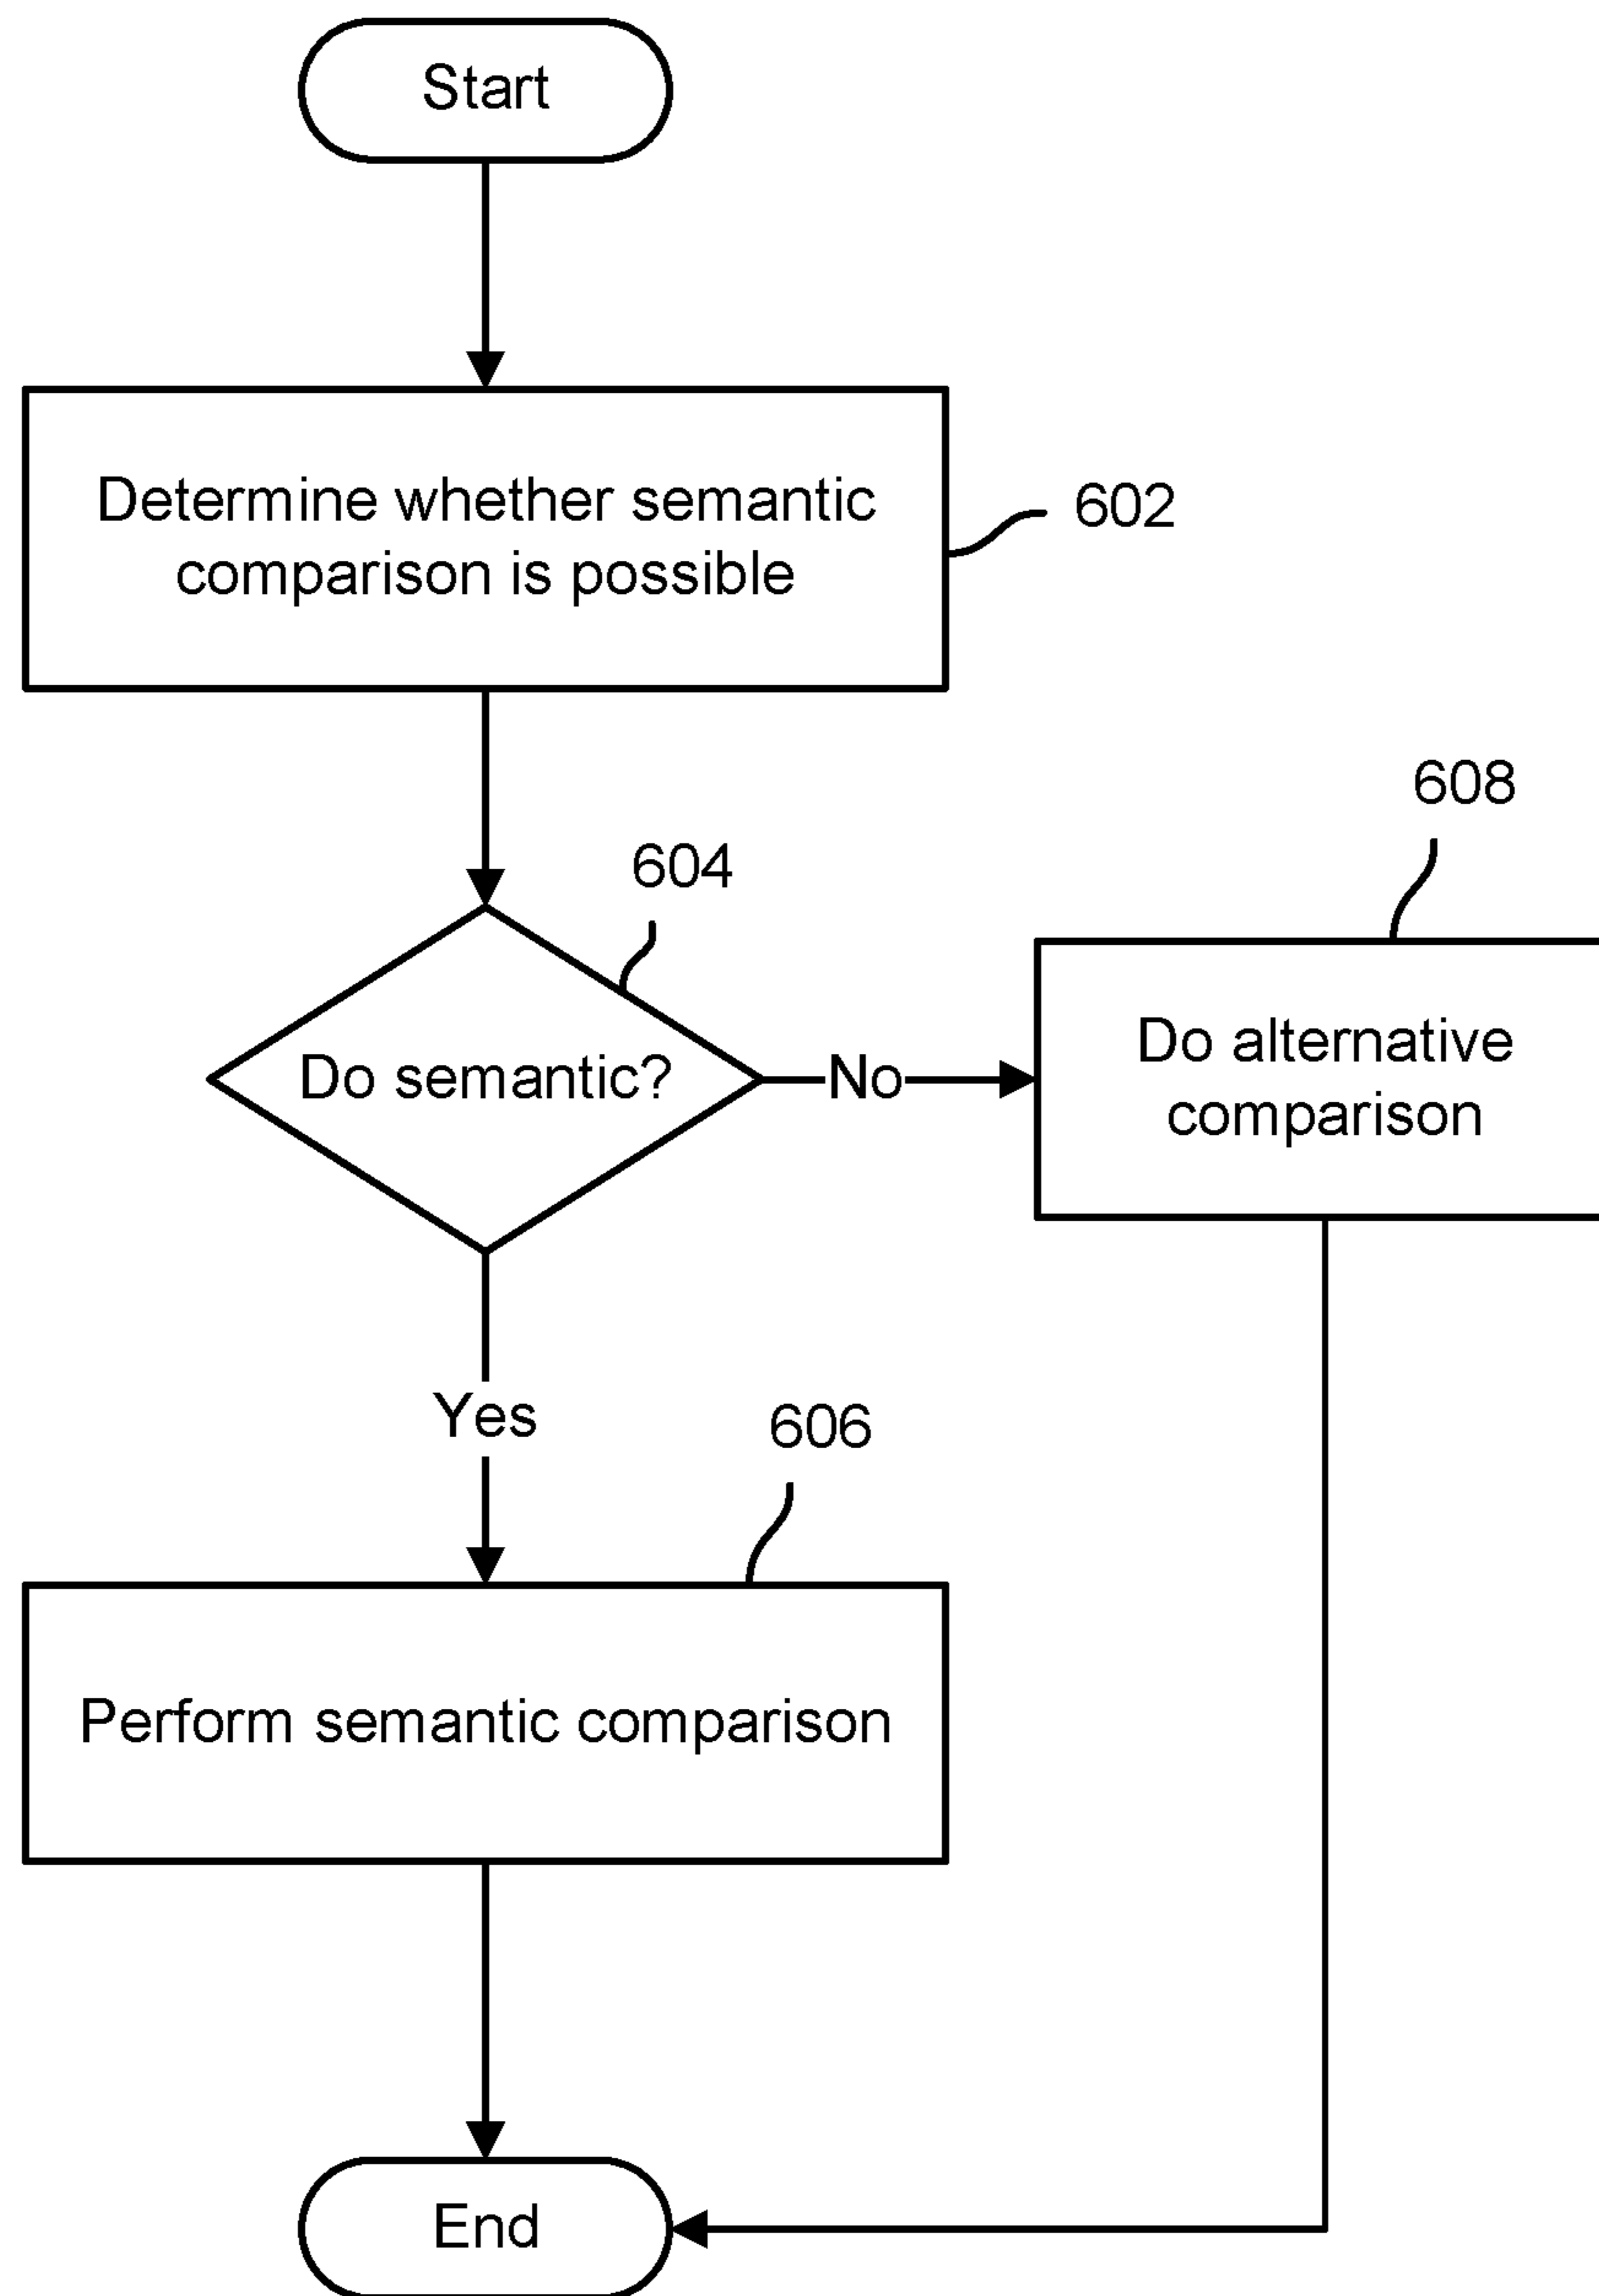 Start
Determine whether semantic
comparison is possible
602
608
604
Do semantic?
No
Do alternative
comparison
Yes
606
Perform semantic comparison
End